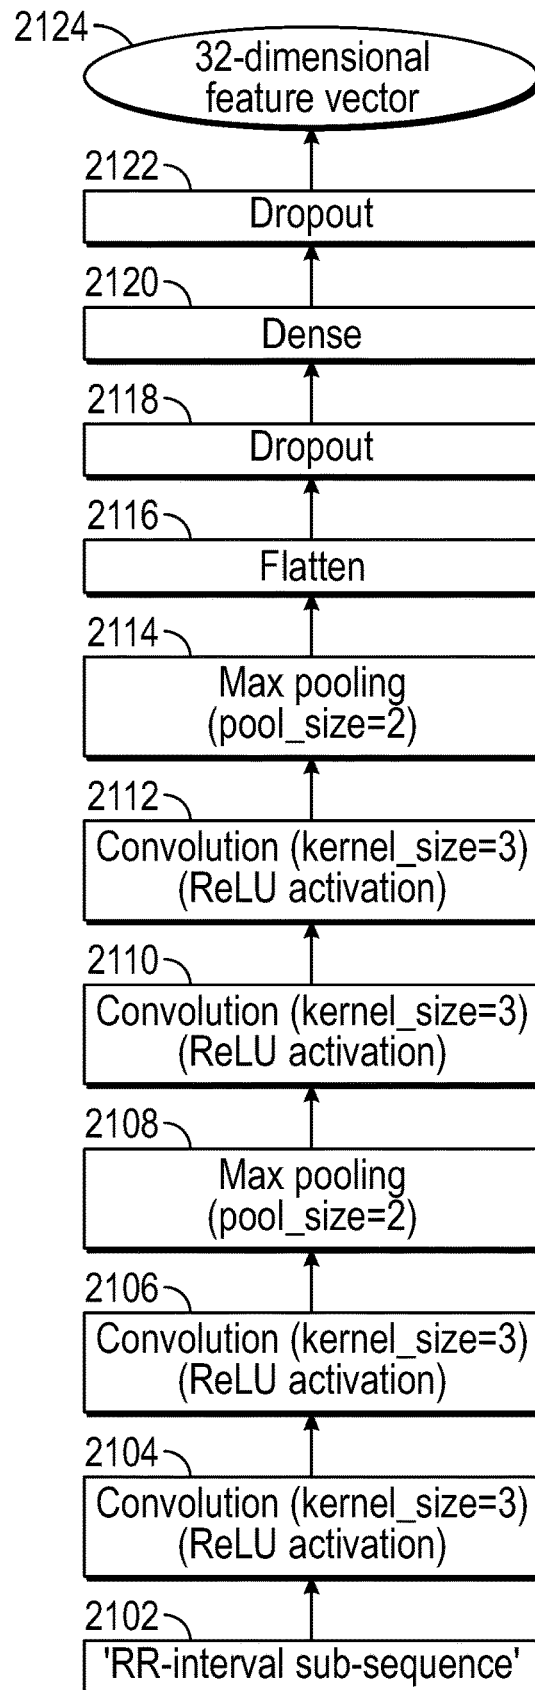 2124
32-dimensional
feature vector
2122
Dropout
2120
Dense
2118
Dropout
2116
Flatten
2114
Max pooling
(pool_size=2)
2112
Convolution (kernel_size=3)
(ReLU activation)
2110
Convolution (kernel_size=3)
(ReLU activation)
2108
Max pooling
(pool_size=2)
2106
Convolution (kernel_size=3)
(ReLU activation)
2104
Convolution (kernel_size=3)
(ReLU activation)
2102
'RR-interval sub-sequence'